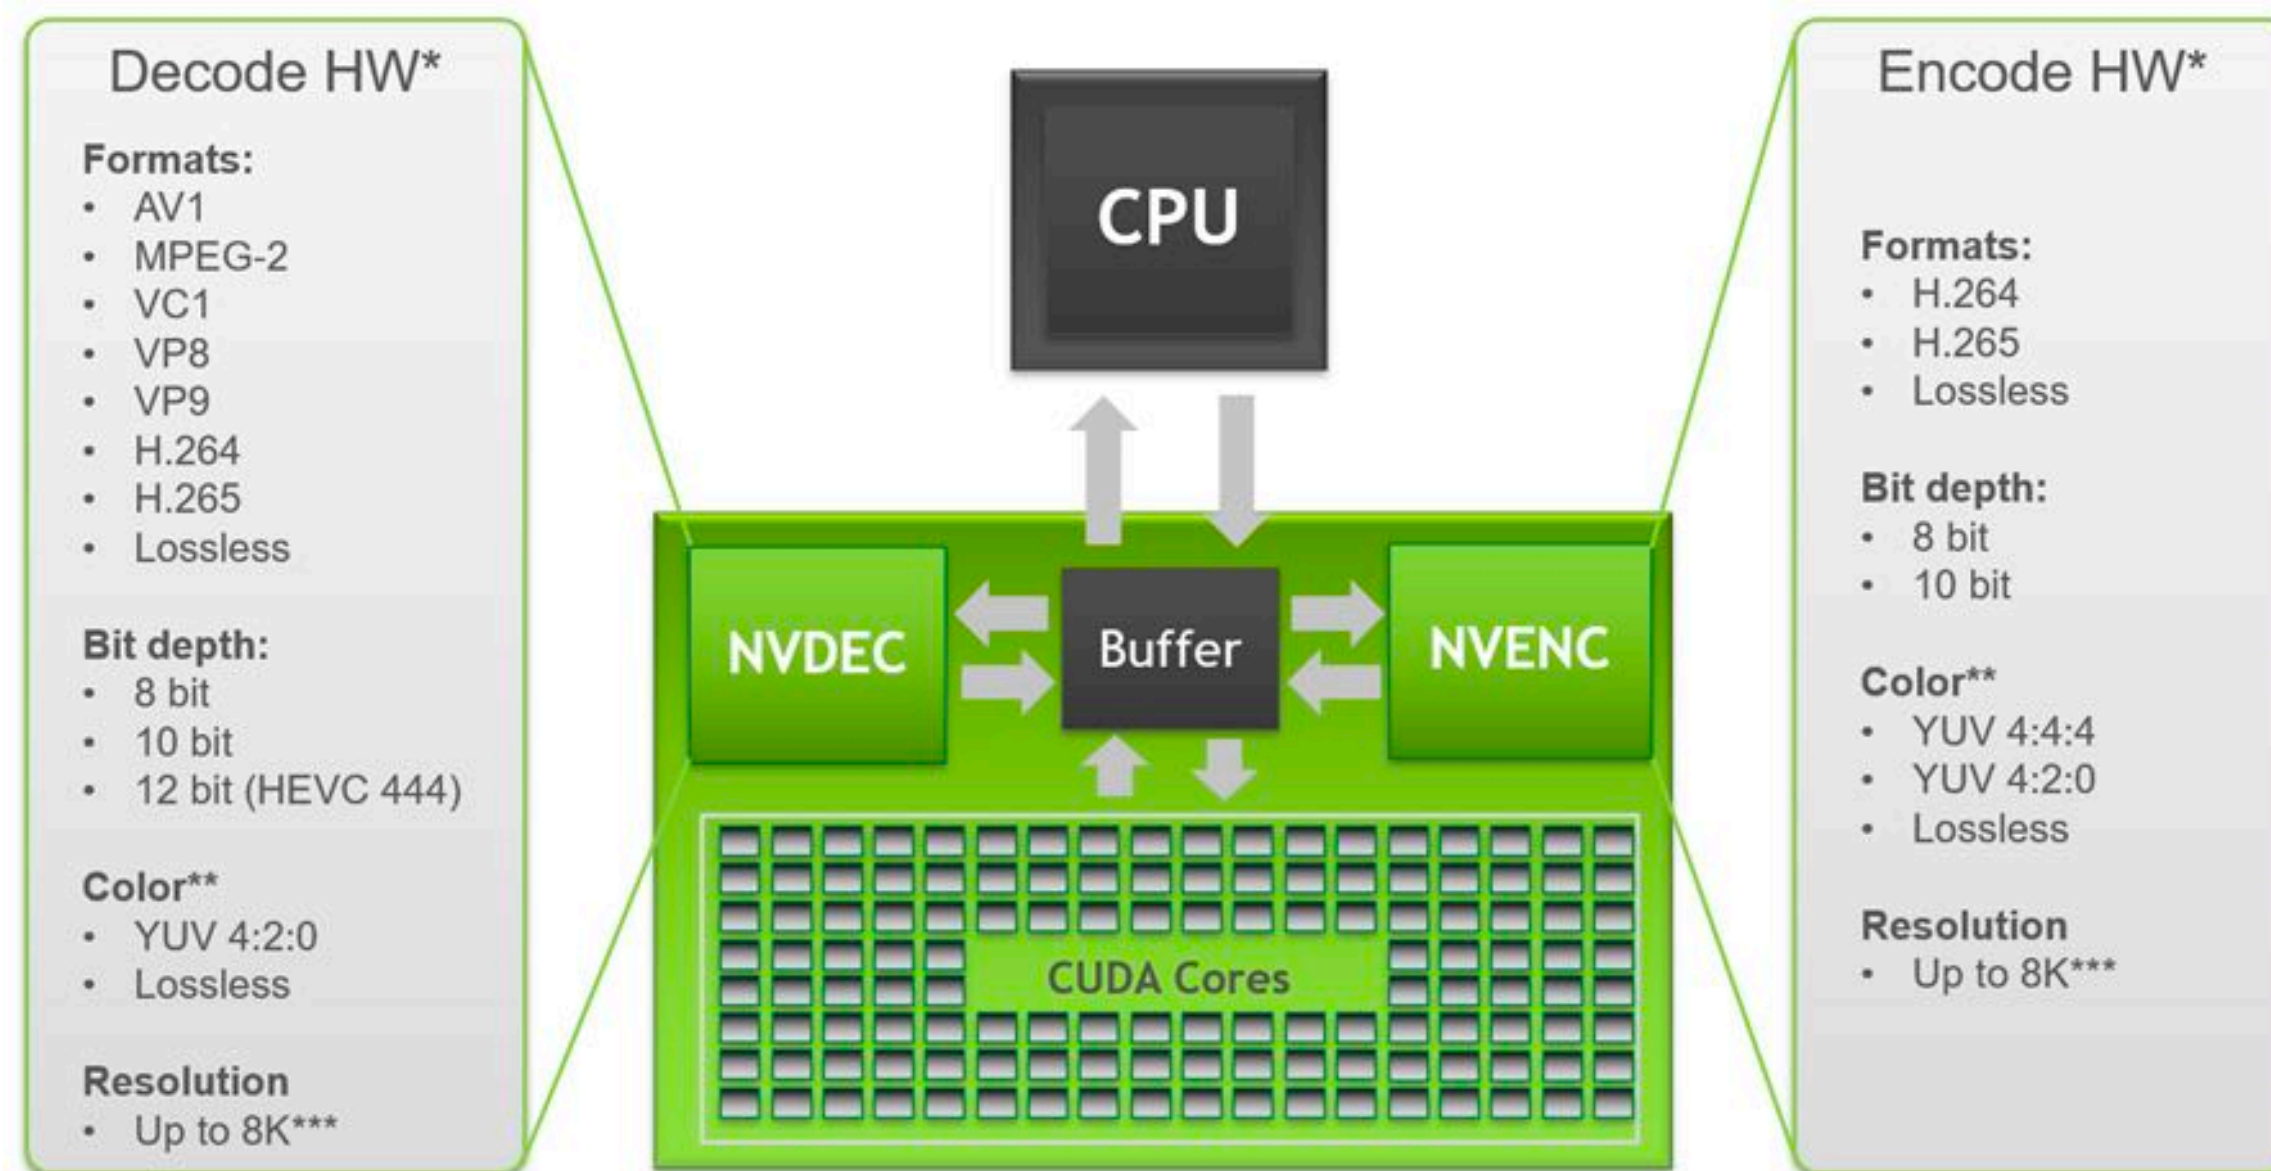 Decode HW*
Formats:
• AV1
• MPEG-2
• VC1
• VP8
• VP9
• H.264
• H.265
• Lossless
Bit depth:
• 8 bit
• 10 bit
• 12 bit (HEVC 444)
Color**
• YUV 4:2:0
• Lossless
Resolution
• Up to 8K***
CPU
NVDEC
Buffer
NVENC
CUDA Cores
Encode HW*
Formats:
• H.264
• H.265
• Lossless
Bit depth:
• 8 bit
• 10 bit
Color**
• YUV 4:4:4
• YUV 4:2:0
• Lossless
Resolution
• Up to 8K***